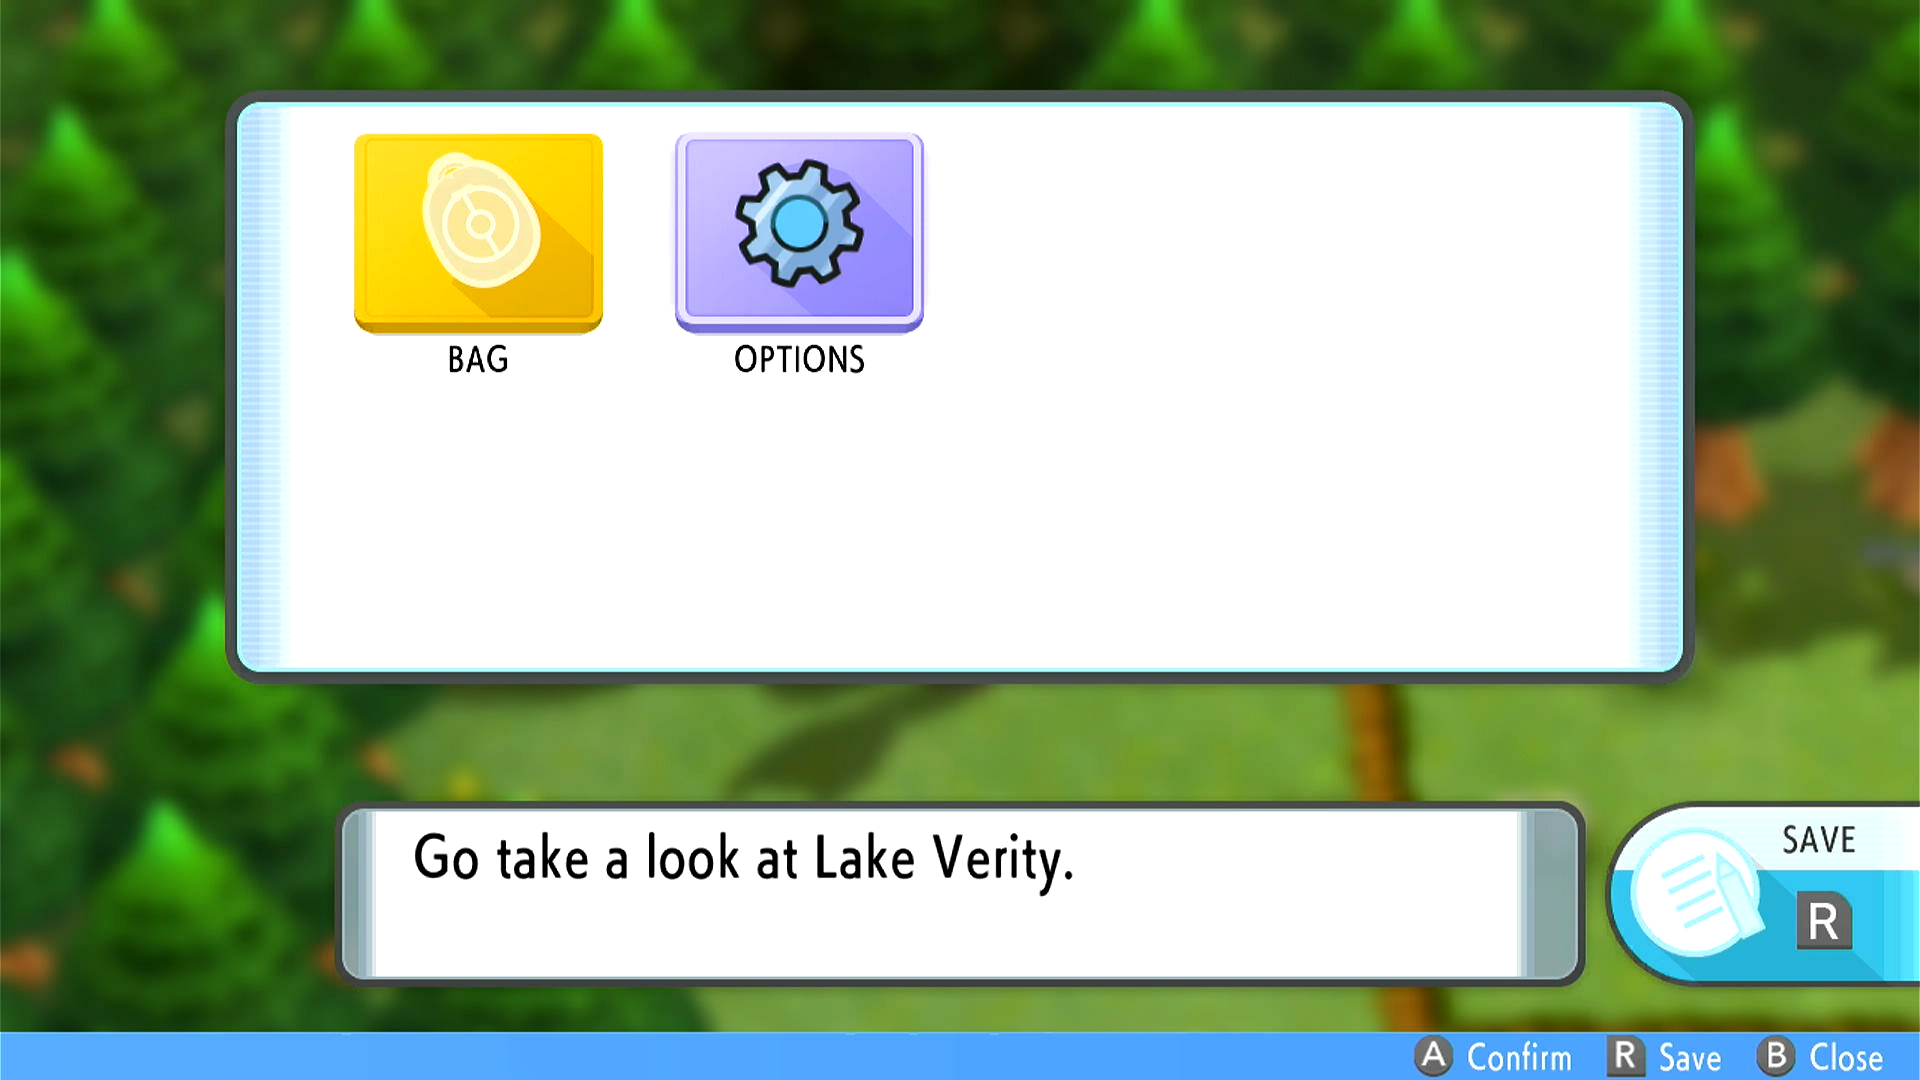 BAG
OPTIONS
Go take a look at Lake Verity.
SAVE
R
A Confirm R Save B Close